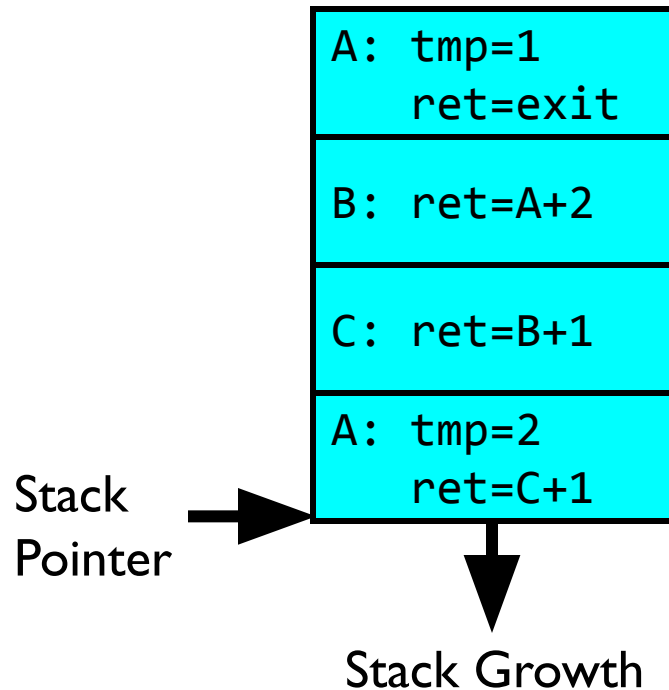 A: tmp=1
ret=exit
B: ret=A+2
C: ret=B+1
A: tmp=2
ret=C+1
Stack
Pointer
Stack Growth